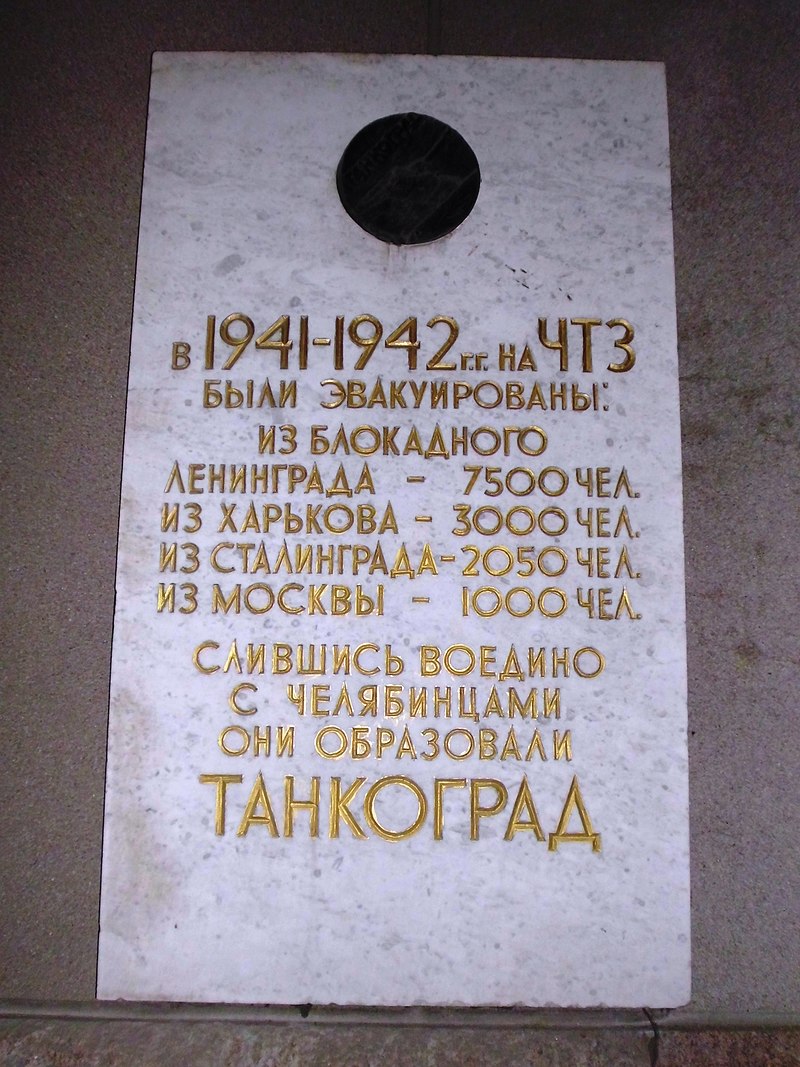 в 1941-1942 г.г. на ЧТЗ
БЫЛИ ЭВАКУИРОВАНЫ:
ИЗ БЛОКАДНОГО
ЛЕНИНГРАДА - 7500 ЧЕЛ.
ИЗ ХАРЬКОВА - 3000 ЧЕЛ.
ИЗ СТАЛИНГРАДА - 2050 ЧЕЛ.
ИЗ МОСКВЫ - 1000 ЧЕЛ.
СЛИВШИСЬ ВОЕДИНО
С ЧЕЛЯБИНЦАМИ
ОНИ ОБРАЗОВАЛИ
ТАНКОГРАД